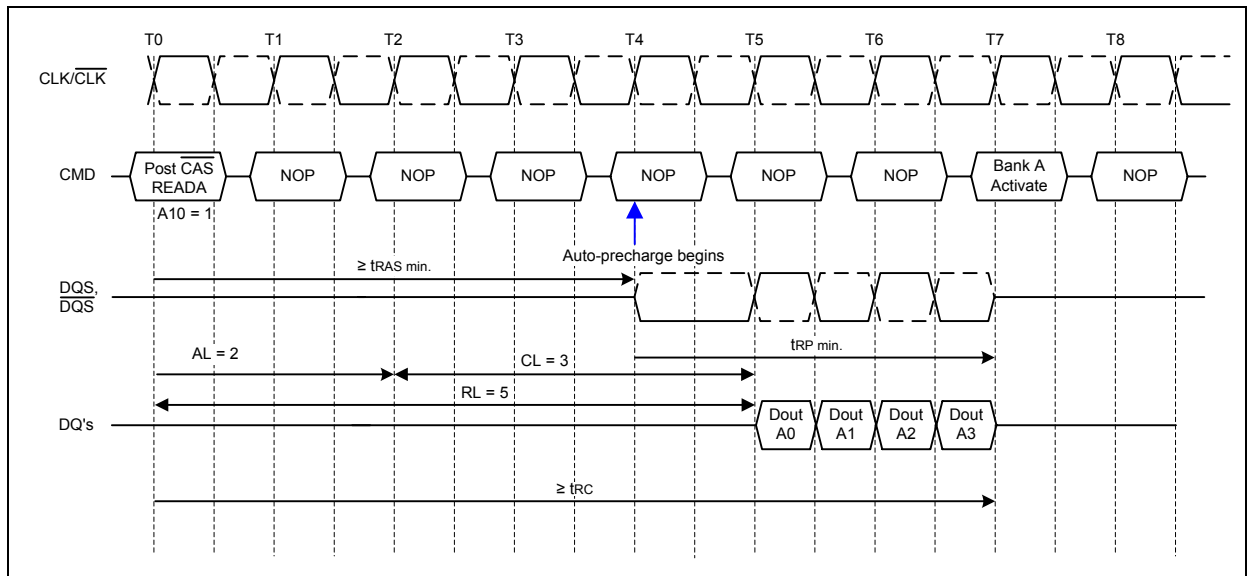 T0 T1 T2 T3 T4 T5 T6 T7 T8
CLK/CLK
CMD
Post CAS
READA
NOP NOP NOP NOP NOP NOP
Bank A
Activate
NOP
A10 = 1
Auto-precharge begins
≥ tRAS min.
DQS,
DQS
tRP min.
AL = 2
CL = 3
RL = 5
DQ's
Dout
A0
Dout
A1
Dout
A2
Dout
A3
≥ tRC